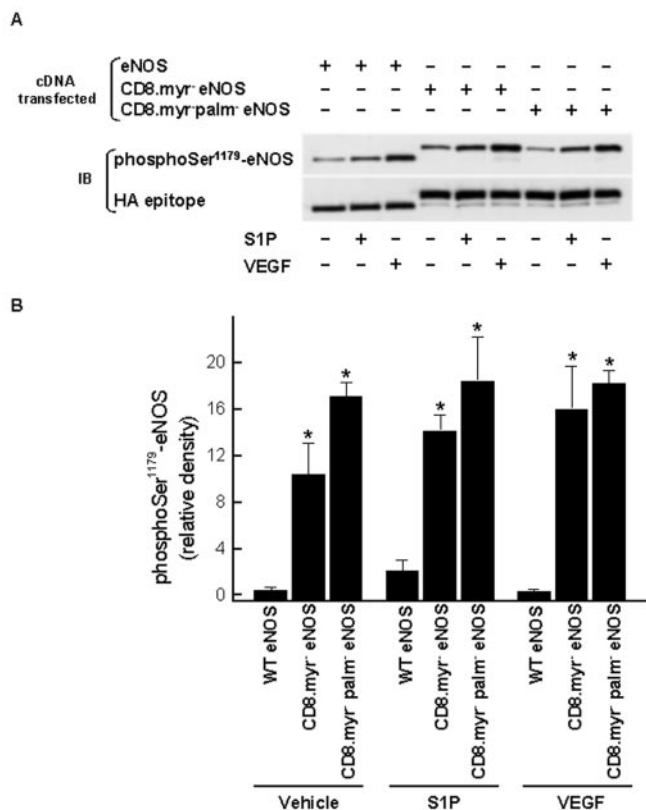 A
cDNA
transfected
eNOS + + + – – – – – –
CD8.myr⁻ eNOS – – – + + + – – –
CD8.myr⁻palm⁻ eNOS – – – – – – + + +
IB
phosphoSer¹¹⁷⁹-eNOS
HA epitope
S1P – + – – + – – + –
VEGF – – + – – + – – +
B
phosphoSer¹¹⁷⁹-eNOS
(relative density)
20
16
12
8
4
0
* * * * * *
WT eNOS
CD8.myr⁻ eNOS
CD8.myr⁻ palm⁻ eNOS
WT eNOS
CD8.myr⁻ eNOS
CD8.myr⁻ palm⁻ eNOS
WT eNOS
CD8.myr⁻ eNOS
CD8.myr⁻ palm⁻ eNOS
Vehicle S1P VEGF